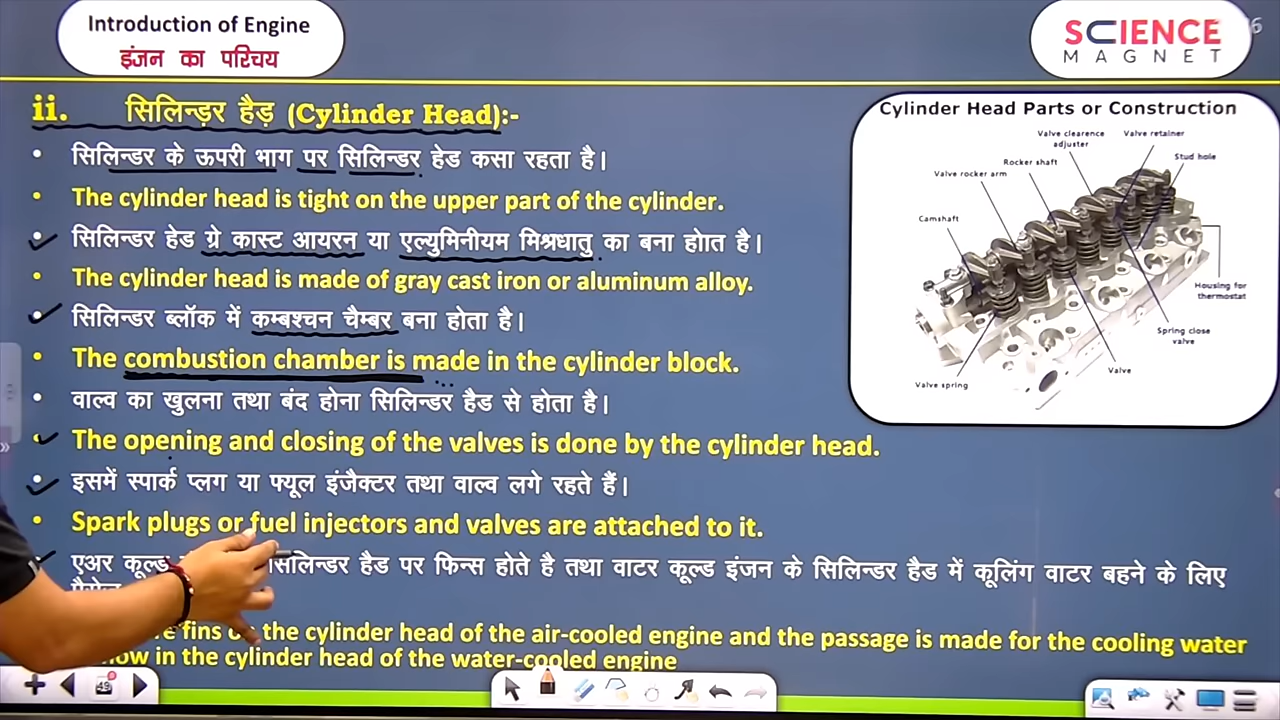 Introduction of Engine
इंजन का परिचय
SCIENCE
MAGNET
ii. सिलिन्ड़र हैड़ (Cylinder Head):-
• सिलिन्डर के ऊपरी भाग पर सिलिन्डर हेड कसा रहता है।
• The cylinder head is tight on the upper part of the cylinder.
• सिलिन्डर हेड ग्रे कास्ट आयरन या एल्युमिनीयम मिश्रधातु का बना होात है।
• The cylinder head is made of gray cast iron or aluminum alloy.
• सिलिन्डर ब्लॉक में कम्बश्चन चैम्बर बना होता है।
• The combustion chamber is made in the cylinder block.
• वाल्व का खुलना तथा बंद होना सिलिन्डर हैड से होता है।
• The opening and closing of the valves is done by the cylinder head.
• इसमें स्पार्क प्लग या फ्यूल इंजैक्टर तथा वाल्व लगे रहते हैं।
• Spark plugs or fuel injectors and valves are attached to it.
एअर कूल्ड सिलिन्डर हैड पर फिन्स होते है तथा वाटर कूल्ड इंजन के सिलिन्डर हैड में कूलिंग वाटर बहने के लिए
fins on the cylinder head of the air-cooled engine and the passage is made for the cooling water
flow in the cylinder head of the water-cooled engine
Cylinder Head Parts or Construction
Valve clearence adjuster
Valve retainer
Rocker shaft
Stud hole
Valve rocker arm
Camshaft
Housing for thermostat
Spring close valve
Valve
Valve spring
49